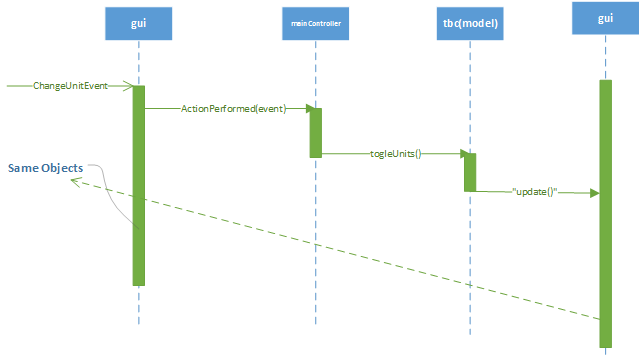 gui
main Controller
tbc(model)
gui
ChangeUnitEvent
ActionPerformed(event)
togleUnits()
Same Objects
"update()"